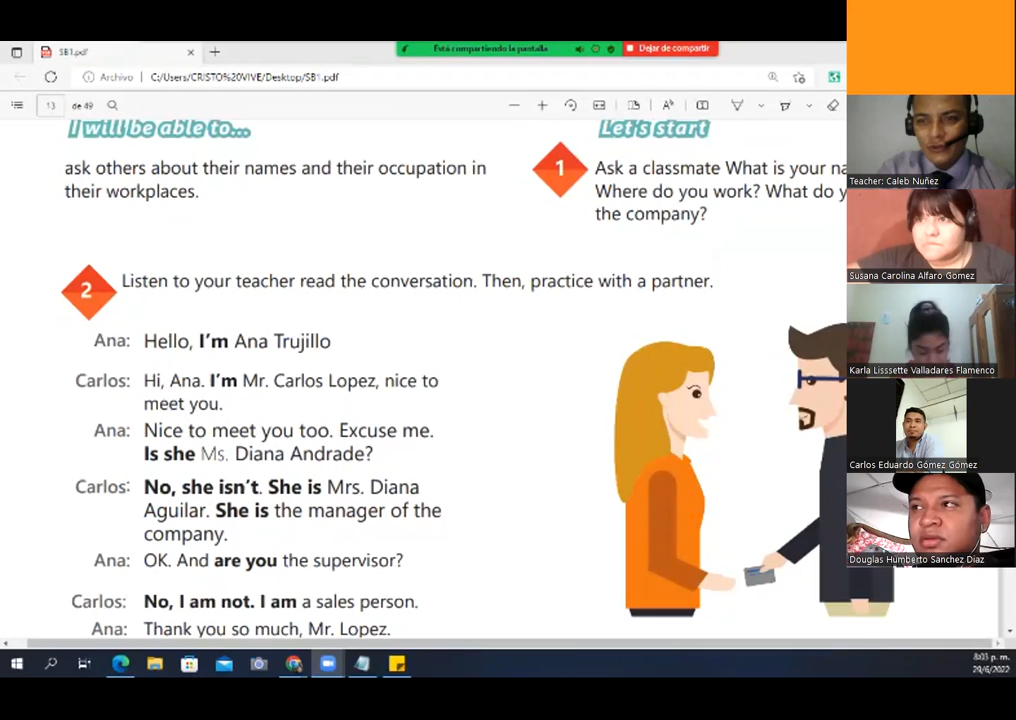 SB1.pdf
Está compartiendo la pantalla
Dejar de compartir
Archivo
C:/Users/CRISTO%20VIVE/Desktop/SB1.pdf
13
de 49
I will be able to...
ask others about their names and their occupation in
their workplaces.
Let's start
1
Ask a classmate What is your na
Where do you work? What do y
the company?
2
Listen to your teacher read the conversation. Then, practice with a partner.
Ana: Hello, I'm Ana Trujillo
Carlos: Hi, Ana. I'm Mr. Carlos Lopez, nice to
meet you.
Ana: Nice to meet you too. Excuse me.
Is she Ms. Diana Andrade?
Carlos: No, she isn't. She is Mrs. Diana
Aguilar. She is the manager of the
company.
Ana: OK. And are you the supervisor?
Carlos: No, I am not. I am a sales person.
Ana: Thank you so much, Mr. Lopez.
Teacher: Caleb Nuñez
Susana Carolina Alfaro Gomez
Karla Lisssette Valladares Flamenco
Carlos Eduardo Gómez Gómez
Douglas Humberto Sanchez Diaz
8:03 p. m.
29/6/2022